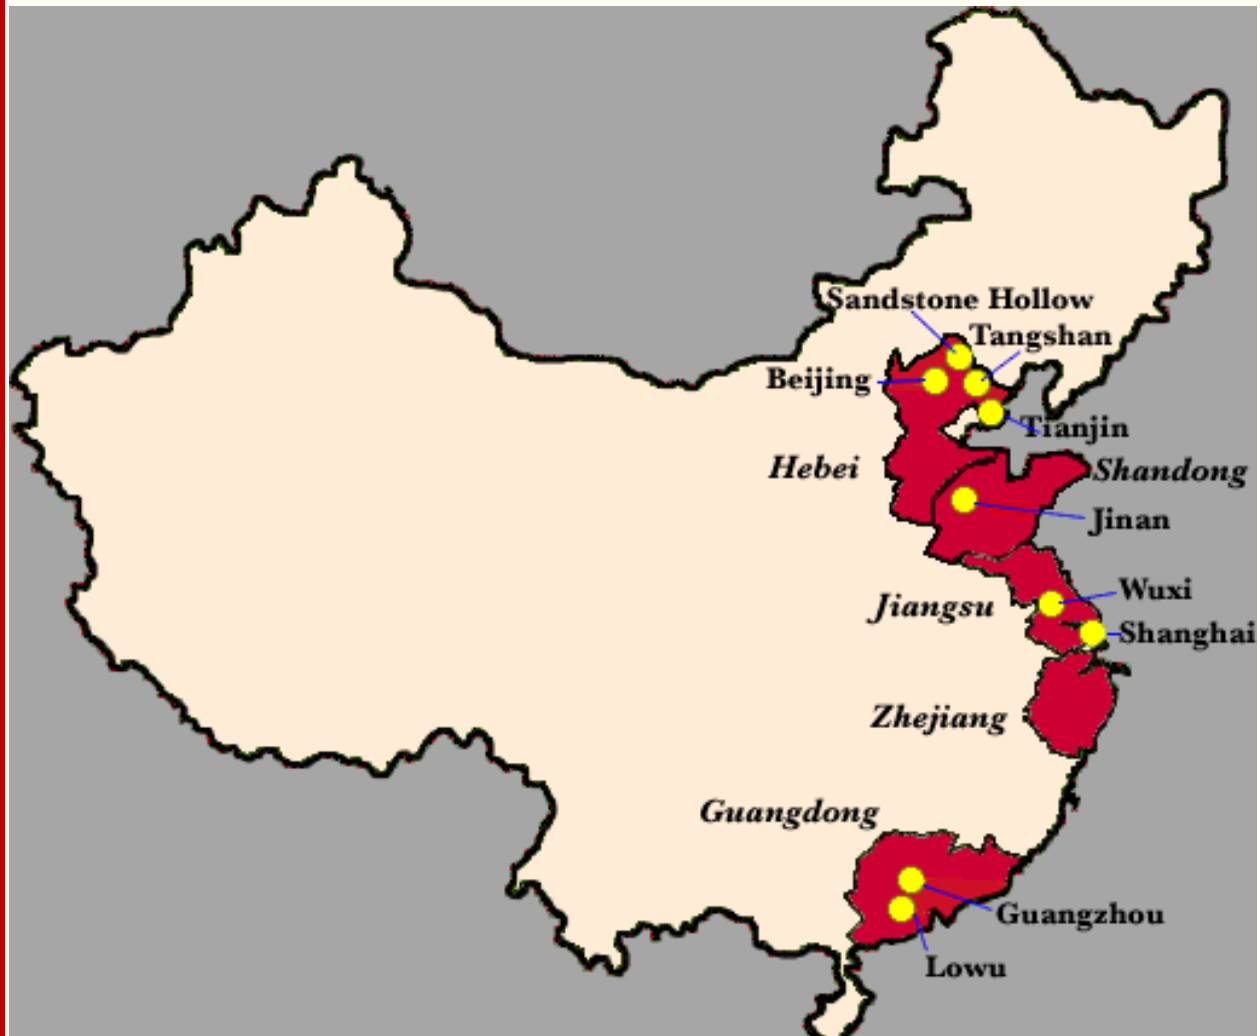 Sandstone Hollow
Tangshan
Beijing
Tianjin
Hebei
Shandong
Jinan
Wuxi
Jiangsu
Shanghai
Zhejiang
Guangdong
Guangzhou
Lowu